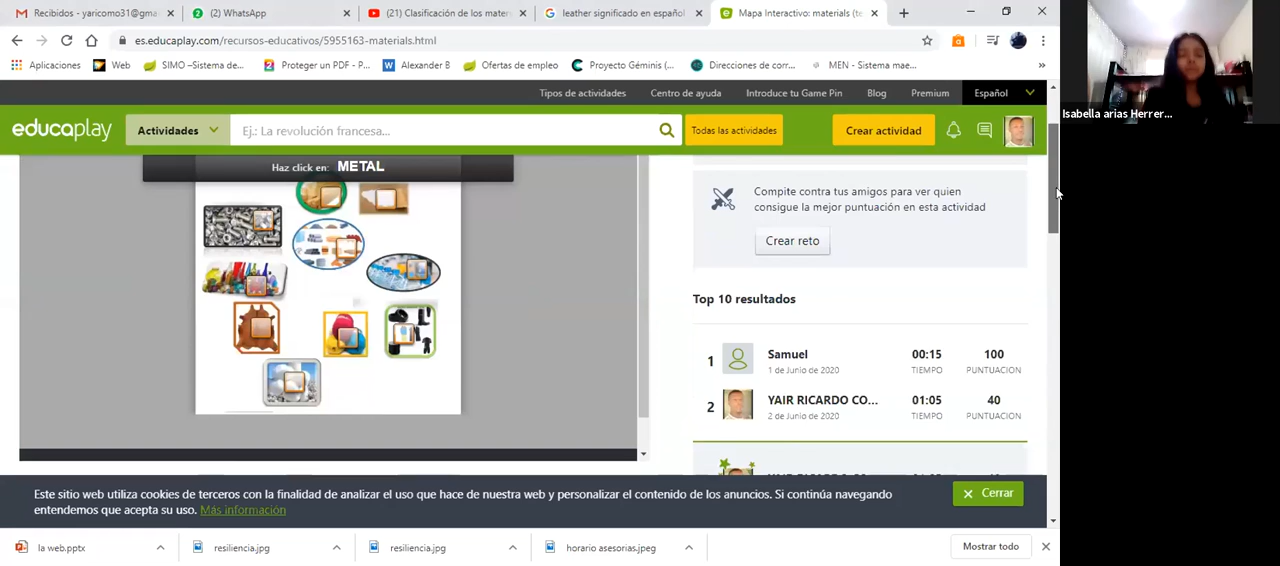 Recibidos - yaricomo31@gma
(2) WhatsApp
(21) Clasificación de los mater
leather significado en español
Mapa Interactivo: materials (te
es.educaplay.com/recursos-educativos/5955163-materials.html
Aplicaciones
Web
SIMO –Sistema de...
Proteger un PDF - P...
Alexander B
Ofertas de empleo
Proyecto Géminis (...
Direcciones de corr...
MEN - Sistema mae...
Tipos de actividades
Centro de ayuda
Introduce tu Game Pin
Blog
Premium
Español
educaplay
Actividades
Ej.: La revolución francesa...
Todas las actividades
Crear actividad
Haz click en: METAL
Compite contra tus amigos para ver quien
consigue la mejor puntuación en esta actividad
Crear reto
Top 10 resultados
1 Samuel 00:15 100
1 de Junio de 2020 TIEMPO PUNTUACION
2 YAIR RICARDO CO... 01:05 40
2 de Junio de 2020 TIEMPO PUNTUACION
Este sitio web utiliza cookies de terceros con la finalidad de analizar el uso que hace de nuestra web y personalizar el contenido de los anuncios. Si continúa navegando
entendemos que acepta su uso. Más información
Cerrar
la web.pptx
resiliencia.jpg
resiliencia.jpg
horario asesorias.jpeg
Mostrar todo
Isabella arias Herrer...